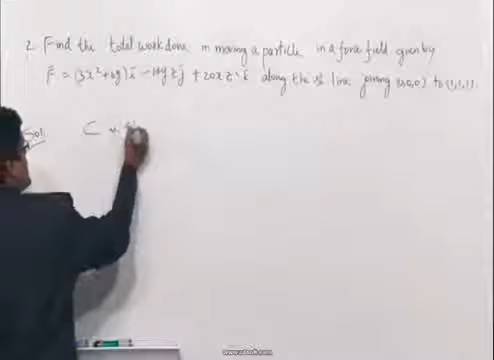 2. Find the total work done in moving a particle in a force field given by
F̄ = (3x²+6y)ī −14yz j̄ + 20xz² k̄ along the st line joining (0,0,0) to (1,1,1).
Sol:
C is